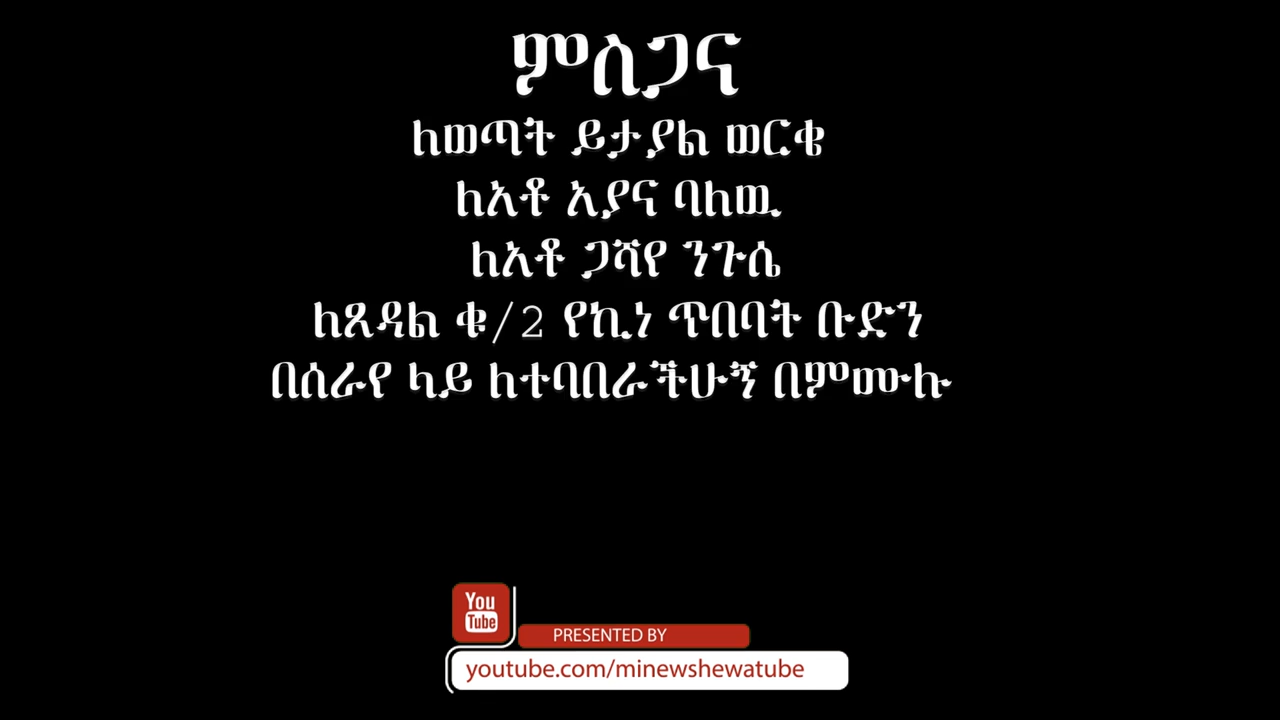 ምስጋና
ለወጣት ይታያል ወርቄ
ለአቶ አያና ባለዉ
ለአቶ ጋሻየ ንጉሴ
ለጸዳል ቁ/2 የኪነ ጥበባት ቡድን
በሰራየ ላይ ለተባበራችሁኝ በምሙሉ
You
Tube
PRESENTED BY
youtube.com/minewshewatube